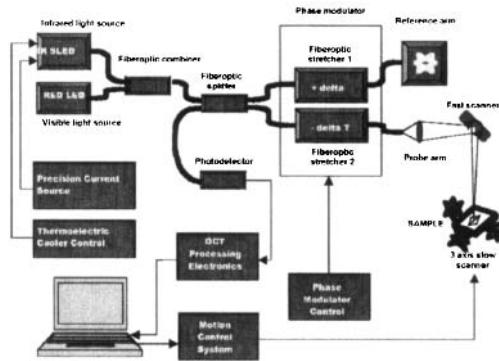 Infrared light source
Phase modulator
Reference arm
IR SLED
Fiberoptic combiner
Fiberoptic
stretcher 1
Fiberoptic
splitter
+ delta
RED LED
Fast scanner
Visible light source
- delta T
Photodetector
Fiberoptic
stretcher 2
Probe arm
Precision Current
Source
SAMPLE
Thermoelectric
Cooler Control
OCT
Processing
Electronics
3 axis slow
scanner
Phase
Modulator
Control
Motion
Control
System